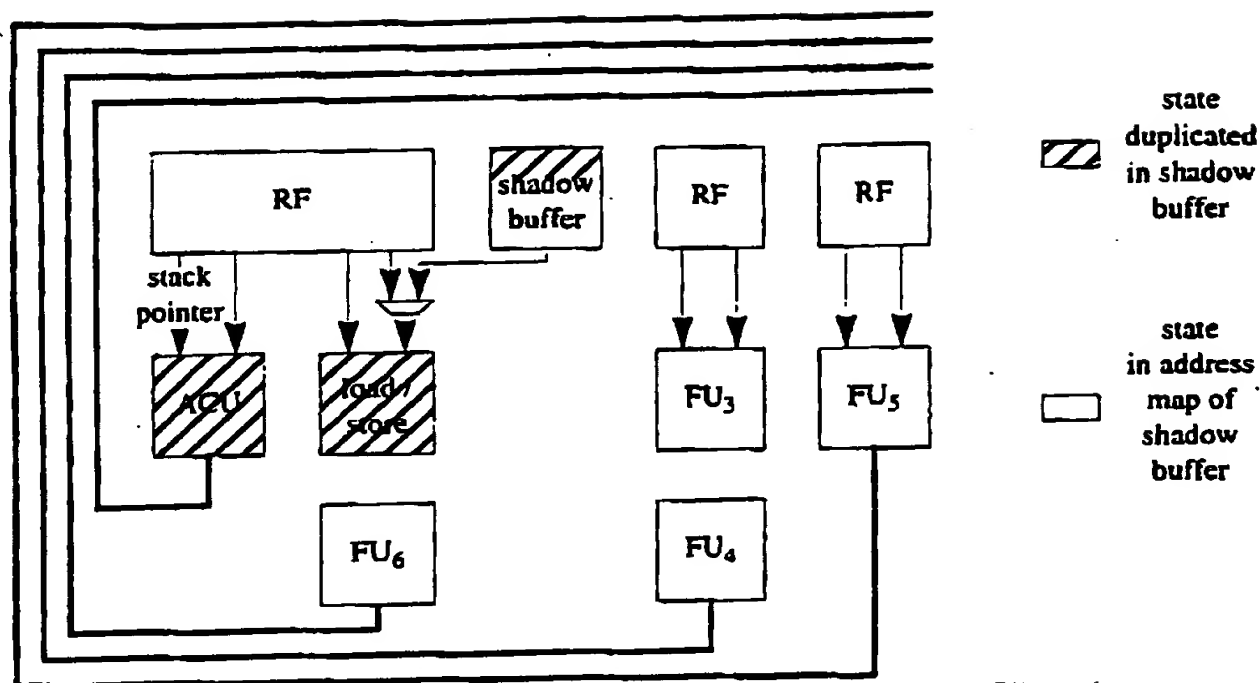 RF
shadow
buffer
RF
RF
stack
pointer
ACU
load /
store
FU3
FU5
FU6
FU4
state
duplicated
in shadow
buffer
state
in address
map of
shadow
buffer